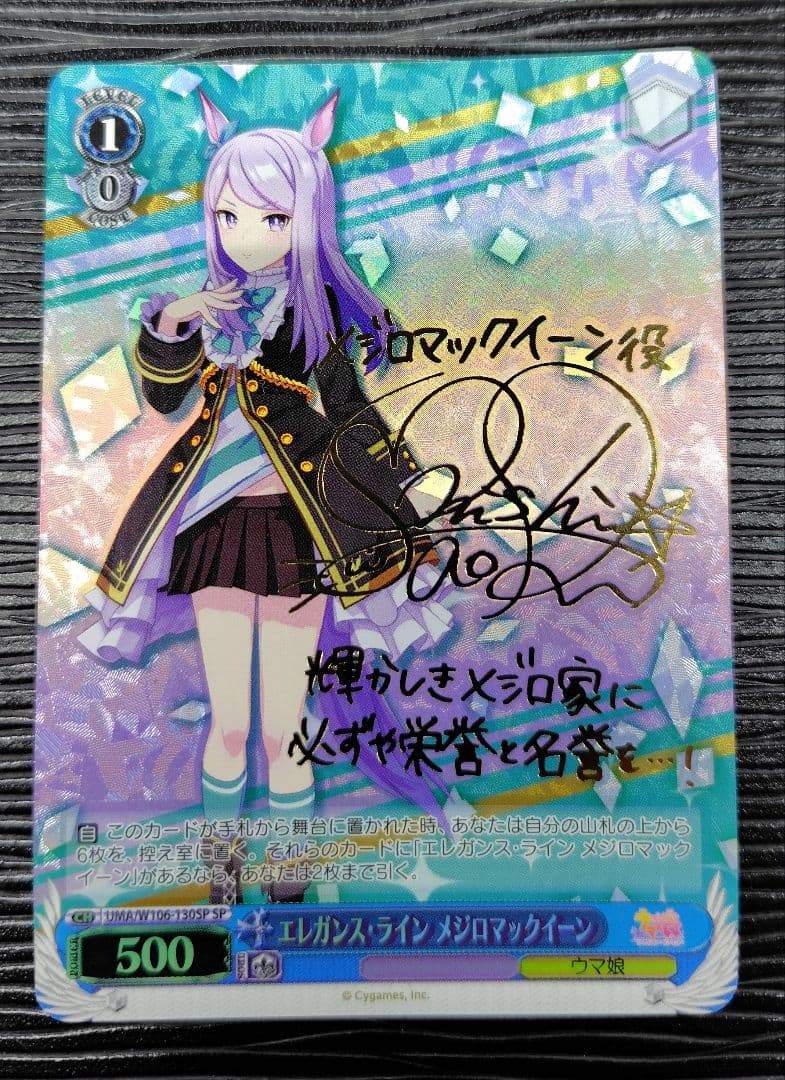 LEVEL
1
0
COST
メジロマックイーン役
Saori Onishi
輝かしきメジロ家に
必ずや栄誉と名誉を…!
自 このカードが手札から舞台に置かれた時、あなたは自分の山札の上から
6枚を、控え室に置く。それらのカードに「エレガンス・ライン メジロマック
イーン」があるなら、あなたは2枚まで引く。
CH UMA/W106-130SP SP
エレガンス・ライン メジロマックイーン
POWER
500
ウマ娘
© Cygames, Inc.